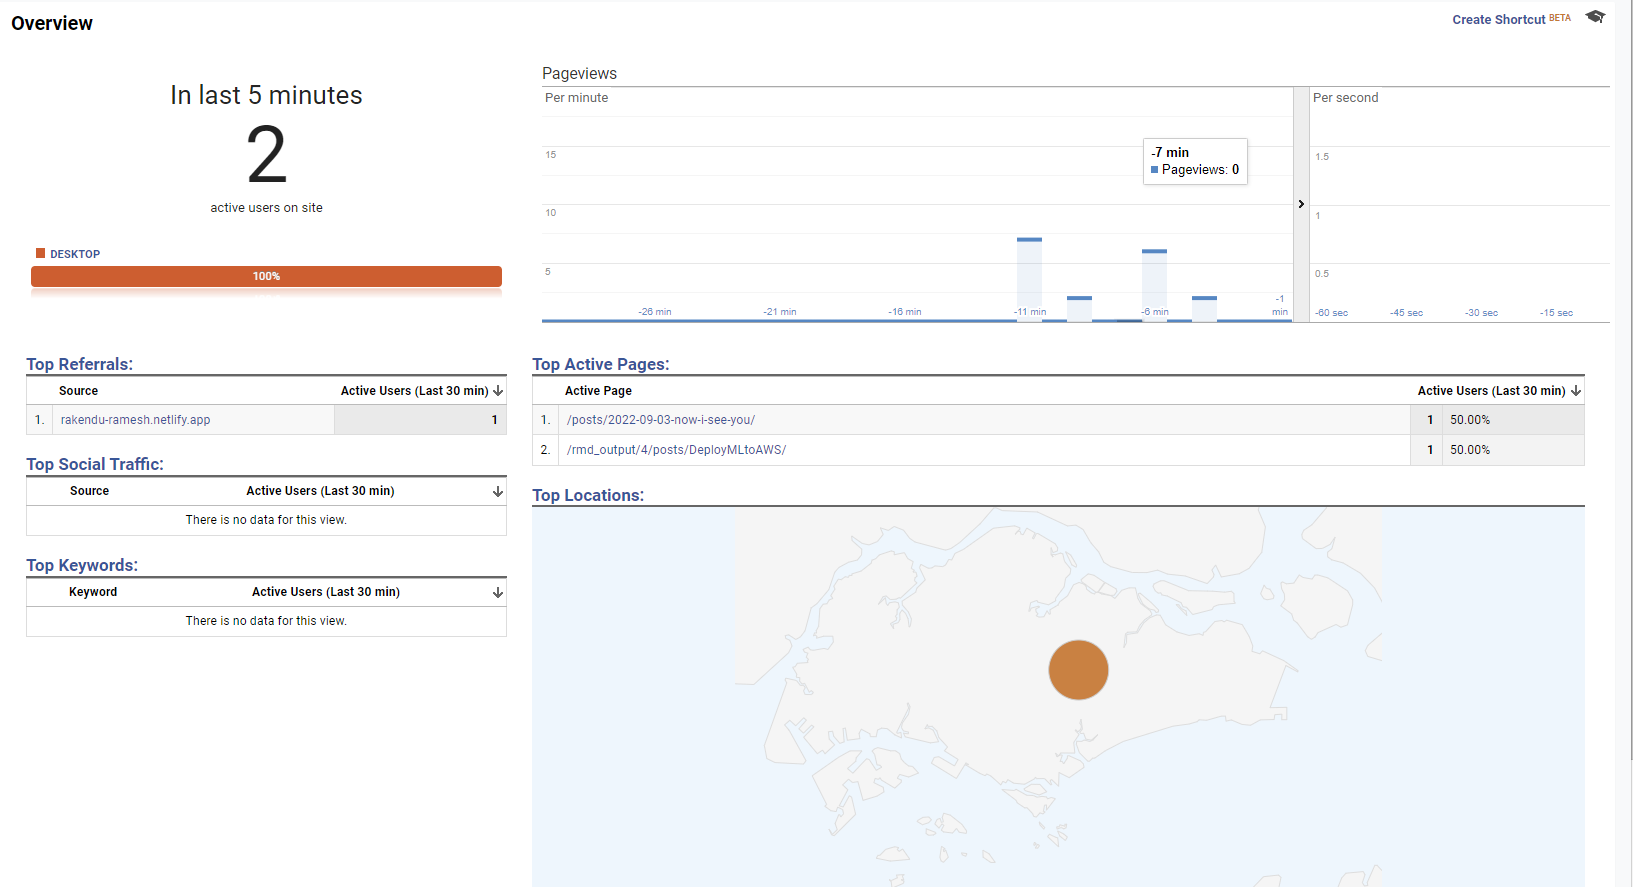 Overview
Create Shortcut BETA
In last 5 minutes
2
active users on site
DESKTOP
100%
Pageviews
Per minute
15
10
5
-26 min
-21 min
-16 min
-11 min
-6 min
-1
min
-7 min
Pageviews: 0
Per second
1.5
1
0.5
-60 sec
-45 sec
-30 sec
-15 sec
Top Referrals:
Source Active Users (Last 30 min)
1. rakendu-ramesh.netlify.app 1
Top Social Traffic:
Source Active Users (Last 30 min)
There is no data for this view.
Top Keywords:
Keyword Active Users (Last 30 min)
There is no data for this view.
Top Active Pages:
Active Page Active Users (Last 30 min)
1. /posts/2022-09-03-now-i-see-you/ 1 50.00%
2. /rmd_output/4/posts/DeployMLtoAWS/ 1 50.00%
Top Locations: